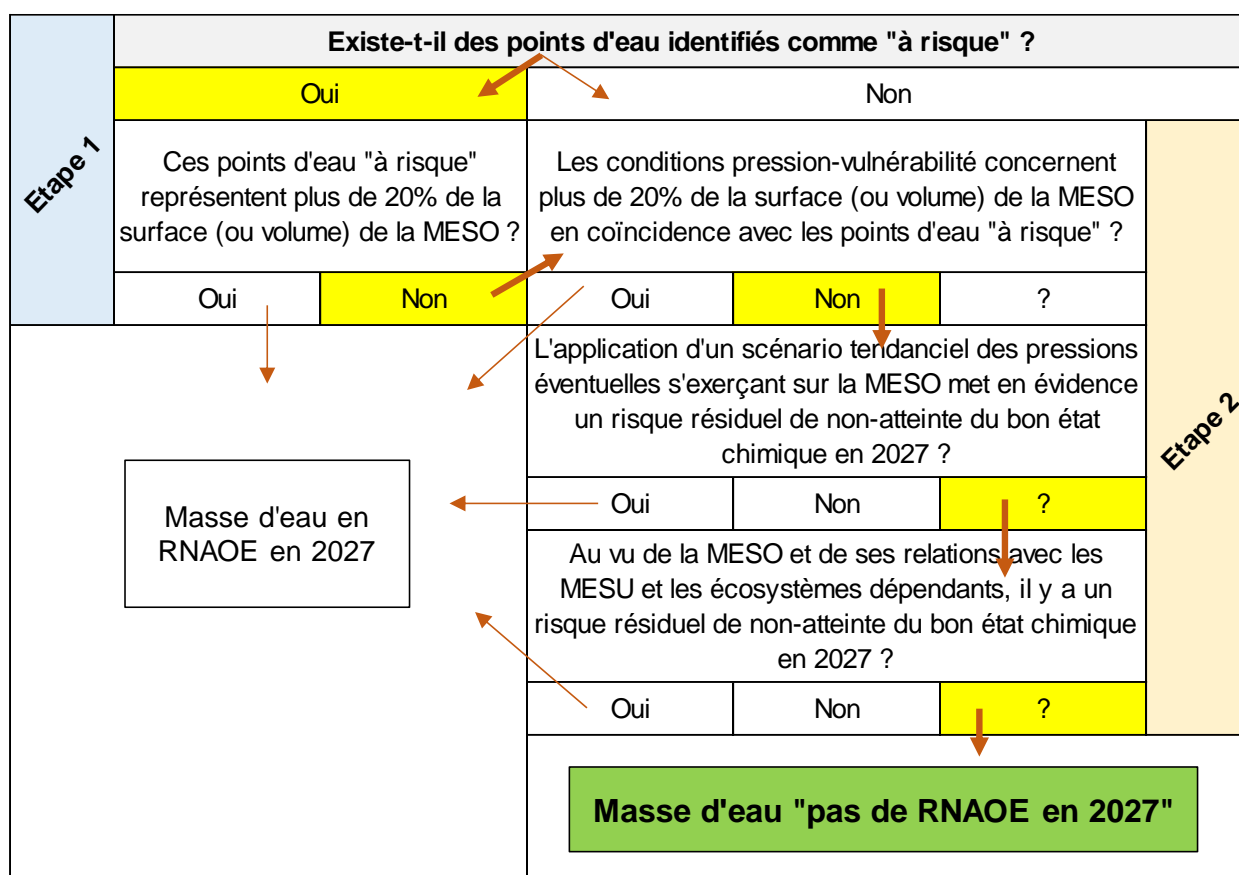 Existe-t-il des points d'eau identifiés comme "à risque" ?
Oui
Non
Etape 1
Ces points d'eau "à risque"
représentent plus de 20% de la
surface (ou volume) de la MESO ?
Les conditions pression-vulnérabilité concernent
plus de 20% de la surface (ou volume) de la MESO
en coïncidence avec les points d'eau "à risque" ?
Oui
Non
Oui
Non
?
L'application d'un scénario tendanciel des pressions
éventuelles s'exerçant sur la MESO met en évidence
un risque résiduel de non-atteinte du bon état
chimique en 2027 ?
Etape 2
Oui
Non
?
Masse d'eau en
RNAOE en 2027
Au vu de la MESO et de ses relations avec les
MESU et les écosystèmes dépendants, il y a un
risque résiduel de non-atteinte du bon état chimique
en 2027 ?
Oui
Non
?
Masse d'eau "pas de RNAOE en 2027"